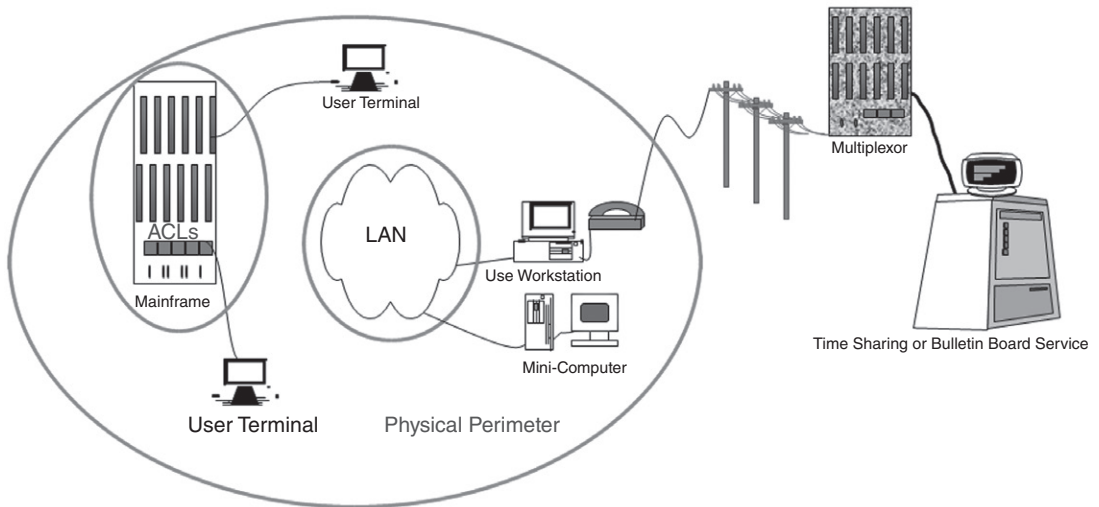 User Terminal
Multiplexor
ACLs
LAN
Use Workstation
Mainframe
Time Sharing or Bulletin Board Service
Mini-Computer
User Terminal
Physical Perimeter